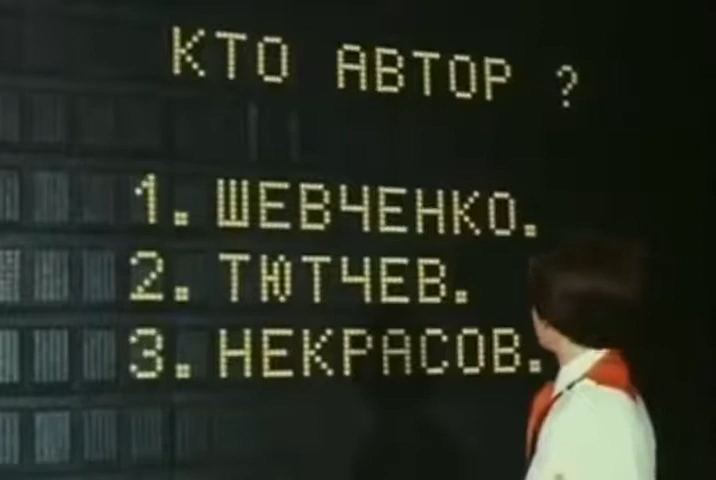 КТО АВТОР ?
1. ШЕВЧЕНКО.
2. ТЮТЧЕВ.
3. НЕКРАСОВ.